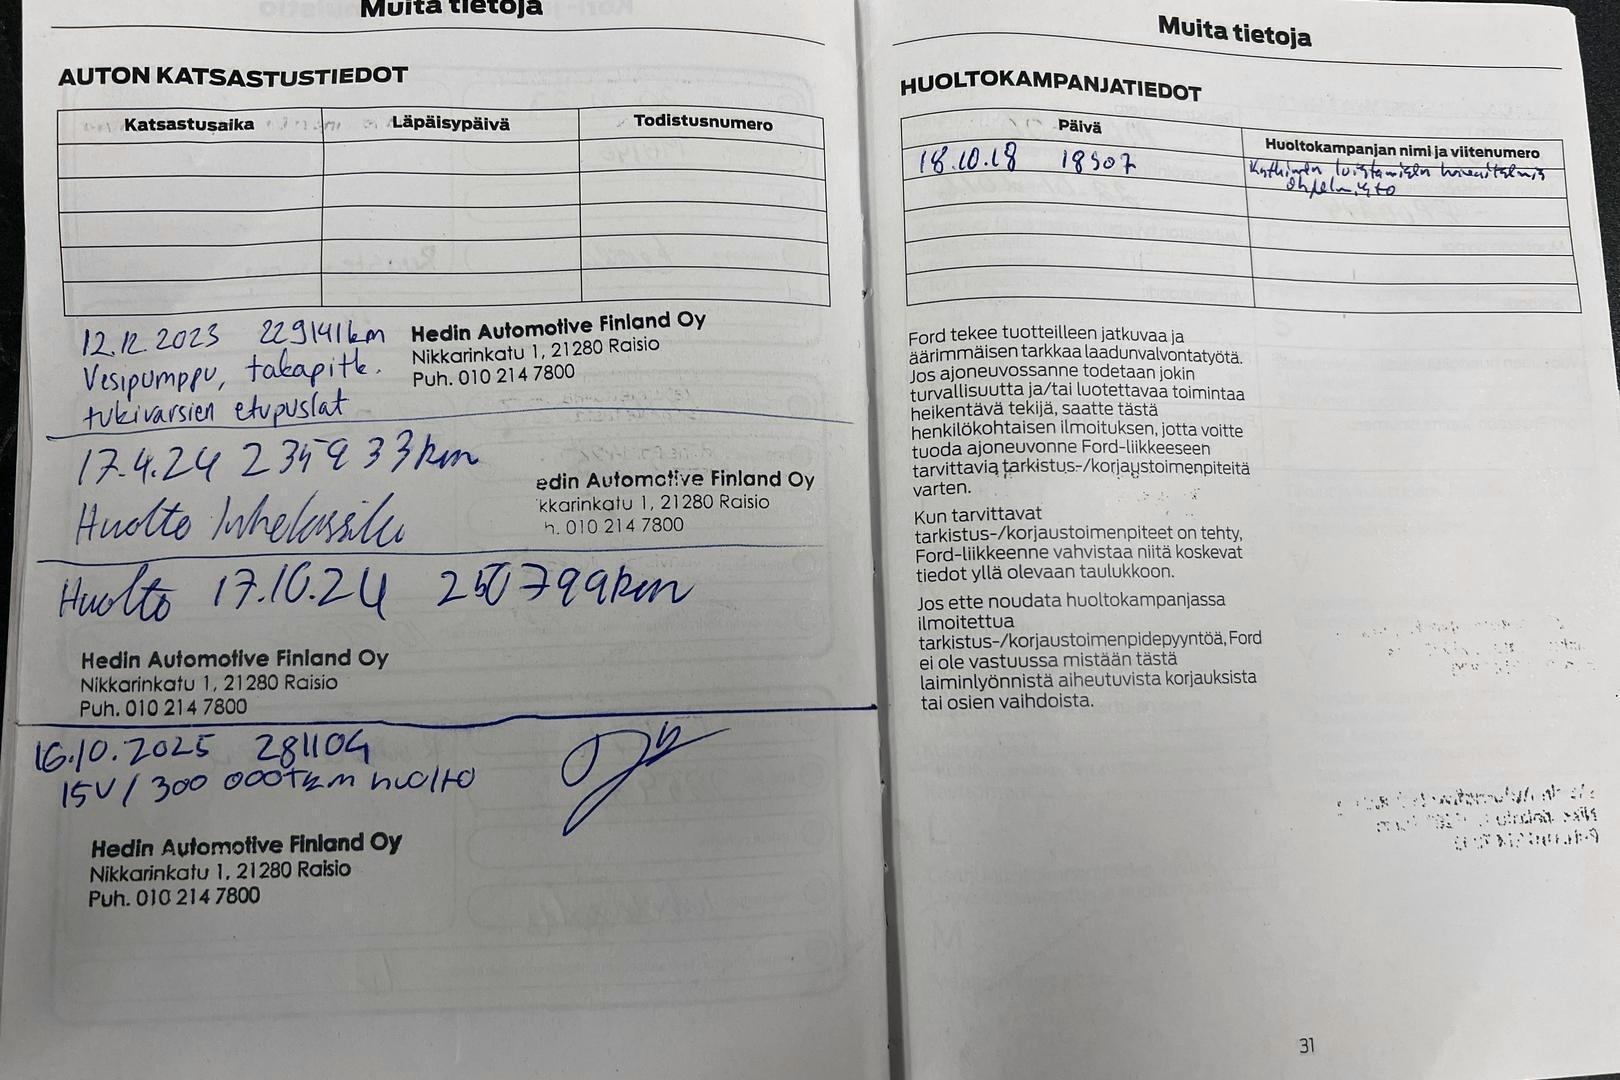 Muita tietoja
AUTON KATSASTUSTIEDOT
Katsastusaika Läpäisypäivä Todistusnumero
12.12.2023 229141km
Vesipumppu, takapitk.
tukivarsien etupuslat
Hedin Automotive Finland Oy
Nikkarinkatu 1, 21280 Raisio
Puh. 010 214 7800
17.4.24 235933km
Huolto
edin Automotive Finland Oy
kkarinkatu 1, 21280 Raisio
h. 010 214 7800
Huolto 17.10.24 250799km
Hedin Automotive Finland Oy
Nikkarinkatu 1, 21280 Raisio
Puh. 010 214 7800
16.10.2025 281104
15V/300 000tkm huolto
Hedin Automotive Finland Oy
Nikkarinkatu 1, 21280 Raisio
Puh. 010 214 7800
Muita tietoja
HUOLTOKAMPANJATIEDOT
Päivä Huoltokampanjan nimi ja viitenumero
18.10.18 18S07
ohjelmisto
Ford tekee tuotteilleen jatkuvaa ja
äärimmäisen tarkkaa laadunvalvontatyötä.
Jos ajoneuvossanne todetaan jokin
turvallisuutta ja/tai luotettavaa toimintaa
heikentävä tekijä, saatte tästä
henkilökohtaisen ilmoituksen, jotta voitte
tuoda ajoneuvonne Ford-liikkeeseen
tarvittavia tarkistus-/korjaustoimenpiteitä
varten.
Kun tarvittavat
tarkistus-/korjaustoimenpiteet on tehty,
Ford-liikkeenne vahvistaa niitä koskevat
tiedot yllä olevaan taulukkoon.
Jos ette noudata huoltokampanjassa
ilmoitettua
tarkistus-/korjaustoimenpidepyyntöä, Ford
ei ole vastuussa mistään tästä
laiminlyönnistä aiheutuvista korjauksista
tai osien vaihdoista.
31